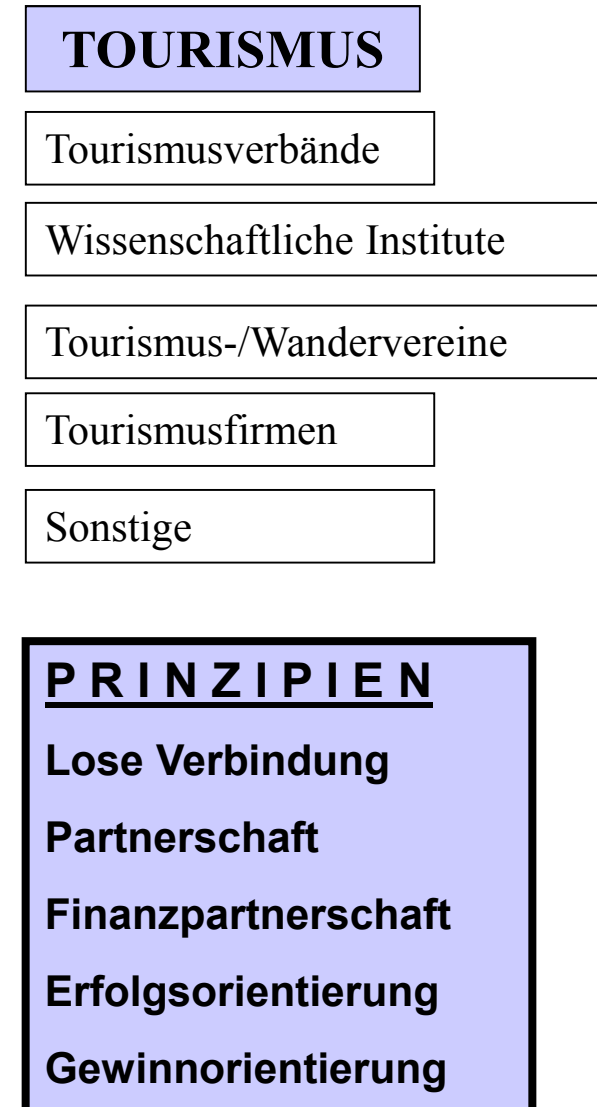 TOURISMUS
Tourismusverbände
Wissenschaftliche Institute
Tourismus-/Wandervereine
Tourismusfirmen
Sonstige
P R I N Z I P I E N
Lose Verbindung
Partnerschaft
Finanzpartnerschaft
Erfolgsorientierung
Gewinnorientierung